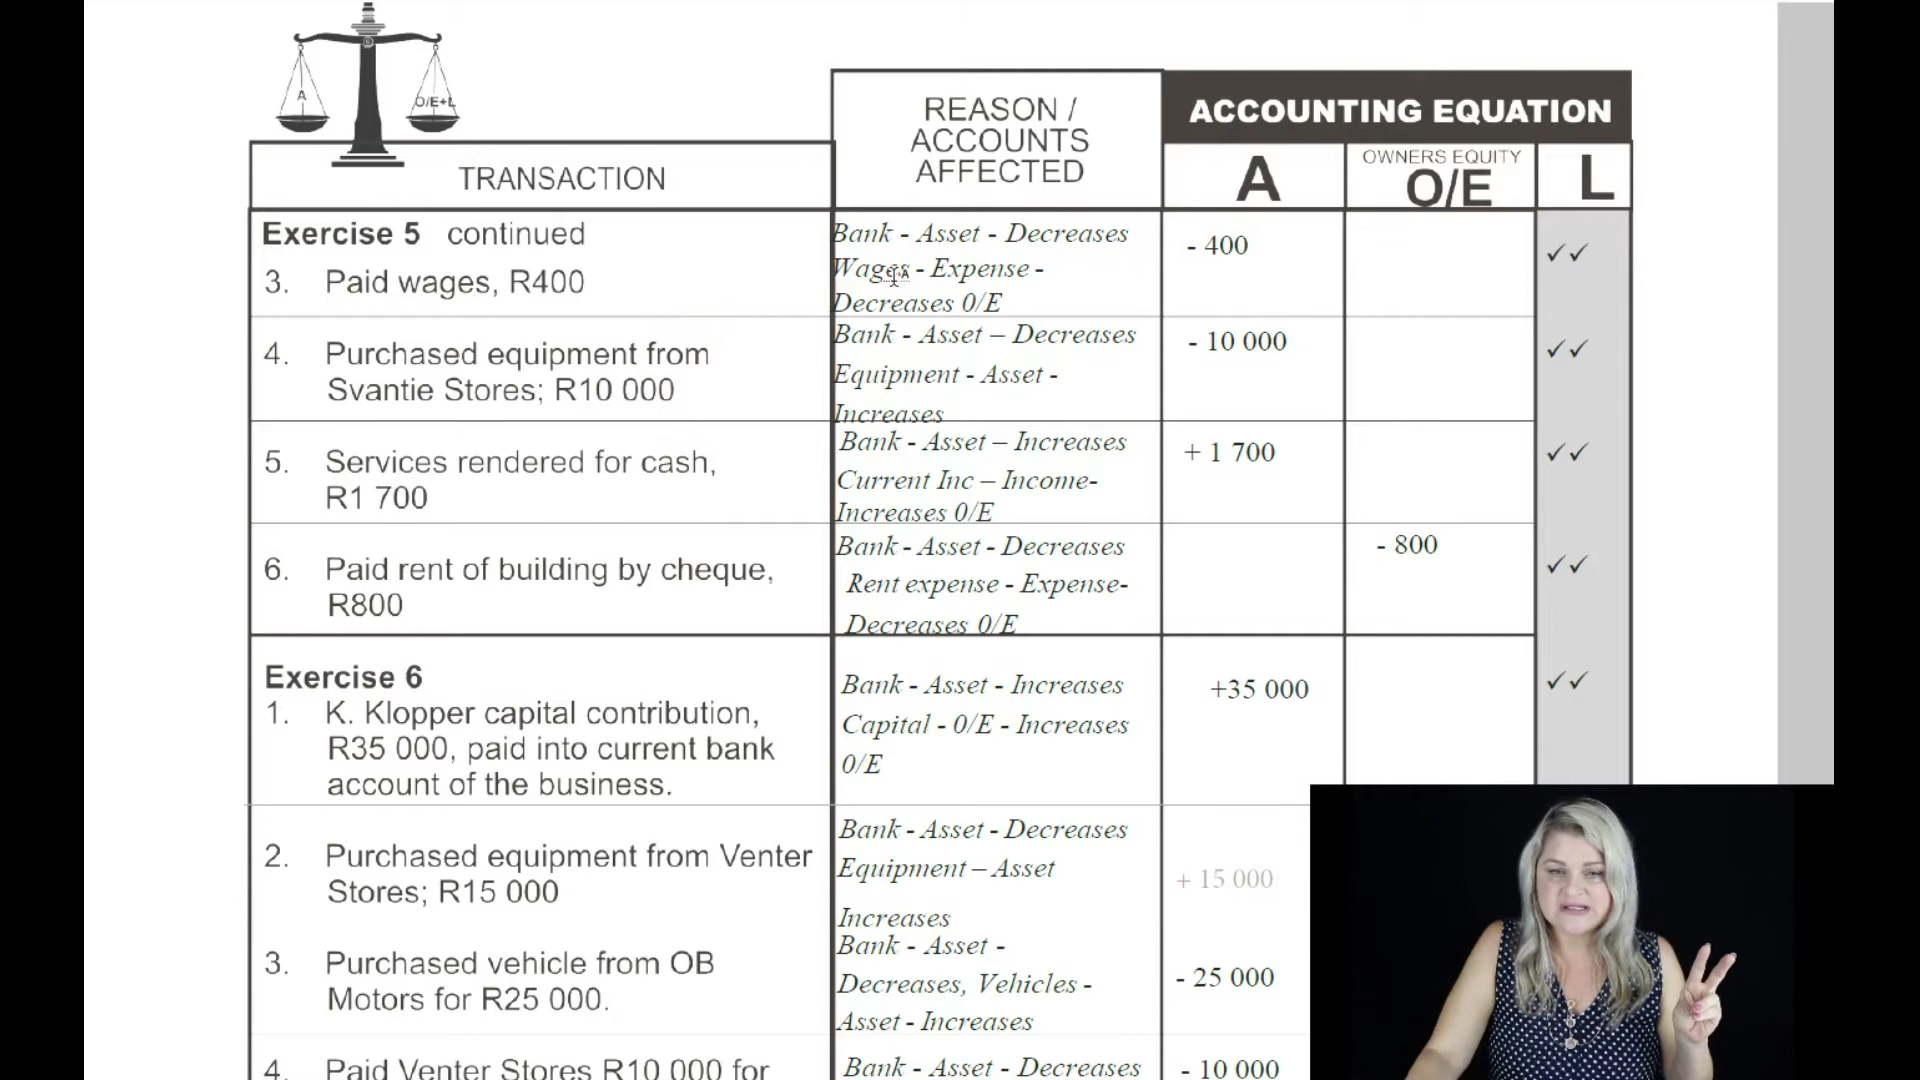 A
O/E+L
REASON /
ACCOUNTS
AFFECTED
ACCOUNTING EQUATION
TRANSACTION
A
OWNERS EQUITY
O/E
L
Exercise 5 continued
3. Paid wages, R400
Bank - Asset - Decreases
Wages - Expense -
Decreases 0/E
- 400
✓✓
4. Purchased equipment from
Svantie Stores; R10 000
Bank - Asset – Decreases
Equipment - Asset -
Increases
- 10 000
✓✓
5. Services rendered for cash,
R1 700
Bank - Asset – Increases
Current Inc – Income-
Increases 0/E
+ 1 700
✓✓
6. Paid rent of building by cheque,
R800
Bank - Asset - Decreases
Rent expense - Expense-
Decreases 0/E
- 800
✓✓
Exercise 6
1. K. Klopper capital contribution,
R35 000, paid into current bank
account of the business.
Bank - Asset - Increases
Capital - 0/E - Increases
0/E
+35 000
✓✓
2. Purchased equipment from Venter
Stores; R15 000
Bank - Asset - Decreases
Equipment – Asset
Increases
+ 15 000
3. Purchased vehicle from OB
Motors for R25 000.
Bank - Asset -
Decreases, Vehicles -
Asset - Increases
- 25 000
4. Paid Venter Stores R10 000 for
Bank - Asset - Decreases
- 10 000